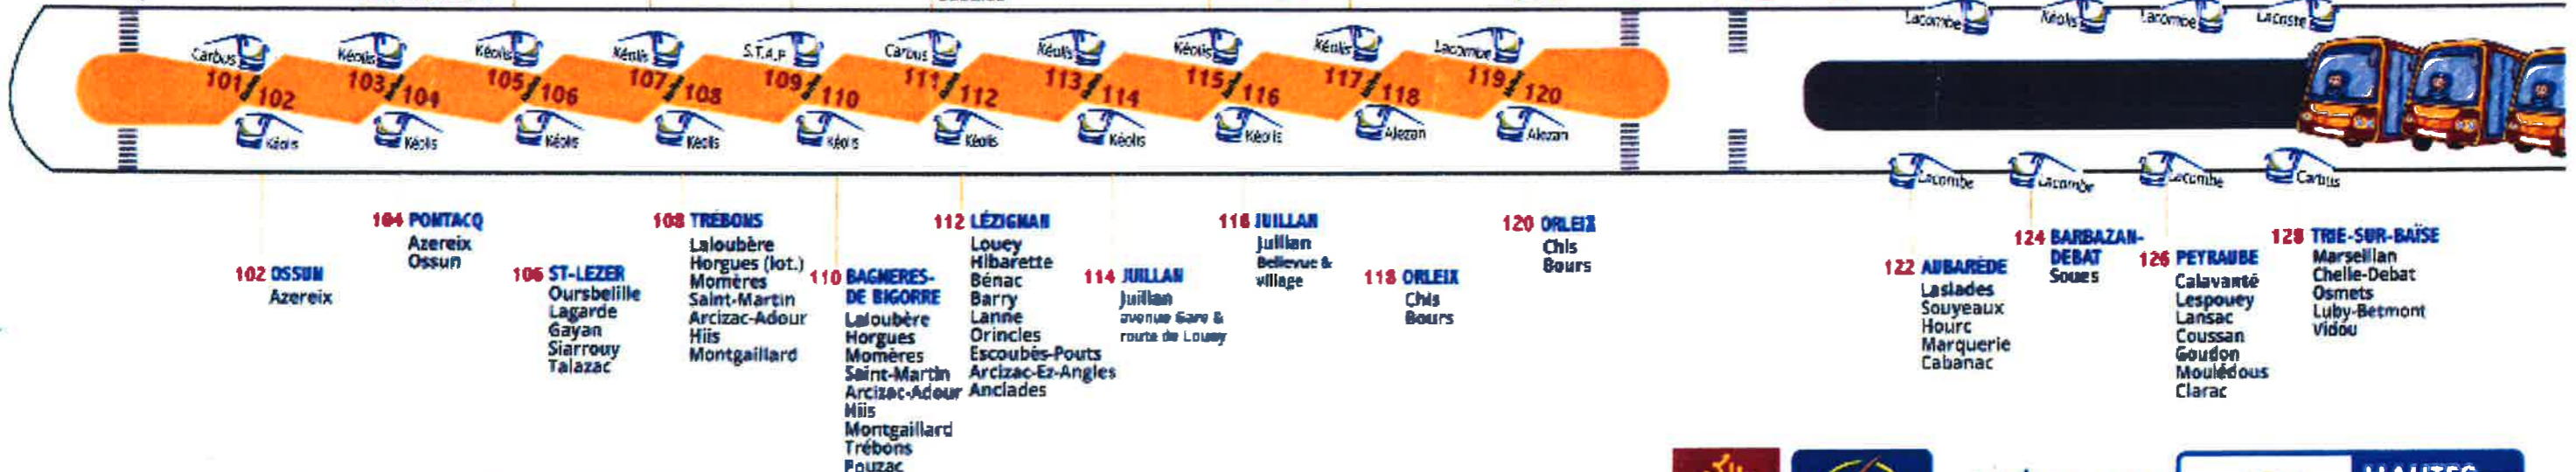 Lacombe Kéolis Lacombe Lacoste
Carbus Kéolis Kéolis Kéolis S.T.A.P Carbus Kéolis Kéolis Kéolis Lacombe
101 103 105 107 109 111 113 115 117 119
102 104 106 108 110 112 114 116 118 120
Kéolis Kéolis Kéolis Kéolis Kéolis Kéolis Kéolis Kéolis Alezan Alezan
Lacombe Lacombe Lacombe Carbus
102 OSSUN
Azereix
104 PONTACQ
Azereix
Ossun
106 ST-LEZER
Oursbelille
Lagarde
Gayan
Siarrouy
Talazac
108 TRÉBONS
Laloubère
Horgues (lot.)
Momères
Saint-Martin
Arcizac-Adour
Hiis
Montgaillard
110 BAGNERES-
DE BIGORRE
Laloubère
Horgues
Momères
Saint-Martin
Arcizac-Adour
Hiis
Montgaillard
Trébons
Pouzac
112 LÉZIGNAN
Louey
Hibarette
Bénac
Barry
Lanne
Orincles
Escoubés-Pouts
Arcizac-Ez-Angles
Anclades
114 JUILLAN
Juillan
avenue Gare &
route de Louey
116 JUILLAN
Juillan
Bellevue &
village
118 ORLEIX
Chis
Bours
120 ORLEIX
Chis
Bours
122 AUBARÈDE
Laslades
Souyeaux
Hourc
Marquerie
Cabanac
124 BARBAZAN-
DEBAT
Soues
126 PEYRAUBE
Calavanté
Lespouey
Lansac
Coussan
Goudon
Moulédous
Clarac
128 TRIE-SUR-BAÏSE
Marseillan
Chelle-Debat
Osmets
Luby-Betmont
Vidou
HAUTES